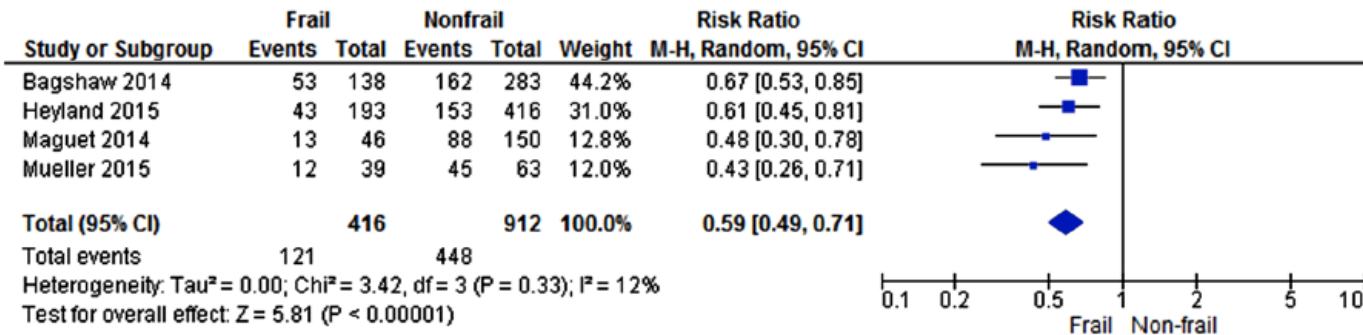 Frail Nonfrail Risk Ratio Risk Ratio
Study or Subgroup Events Total Events Total Weight M-H, Random, 95% CI M-H, Random, 95% CI
Bagshaw 2014 53 138 162 283 44.2% 0.67 [0.53, 0.85]
Heyland 2015 43 193 153 416 31.0% 0.61 [0.45, 0.81]
Maguet 2014 13 46 88 150 12.8% 0.48 [0.30, 0.78]
Mueller 2015 12 39 45 63 12.0% 0.43 [0.26, 0.71]
Total (95% CI) 416 912 100.0% 0.59 [0.49, 0.71]
Total events 121 448
Heterogeneity: Tau² = 0.00; Chi² = 3.42, df = 3 (P = 0.33); I² = 12%
Test for overall effect: Z = 5.81 (P < 0.00001)
0.1 0.2 0.5 1 2 5 10
Frail Non-frail